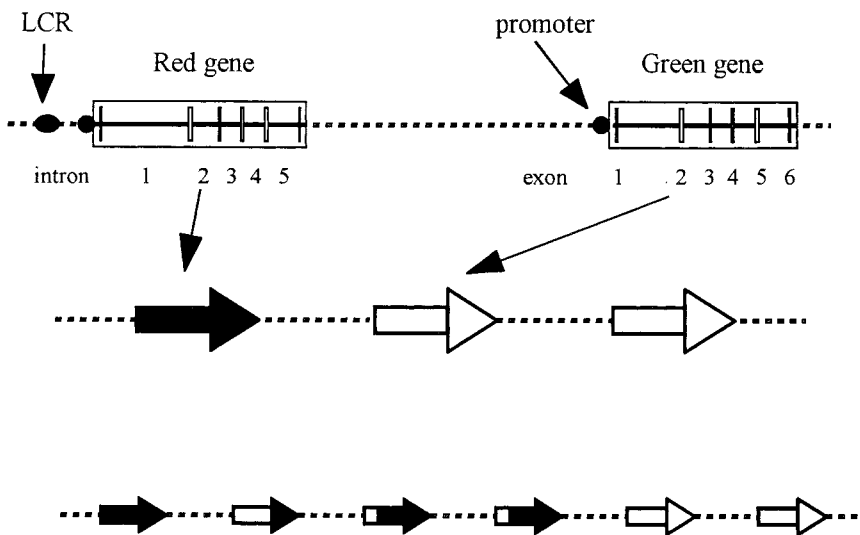 LCR
promoter
Red gene
Green gene
intron 1 2 3 4 5
exon 1 2 3 4 5 6